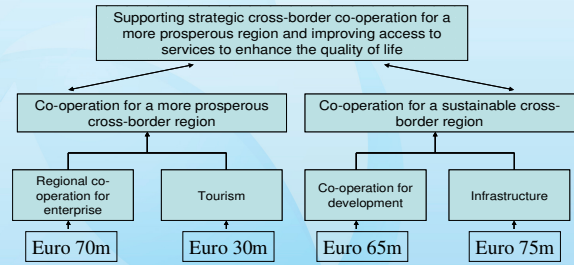 Supporting strategic cross-border co-operation for a
more prosperous region and improving access to
services to enhance the quality of life
Co-operation for a more prosperous
cross-border region
Co-operation for a sustainable cross-
border region
Regional co-
operation for
enterprise
Tourism
Co-operation for
development
Infrastructure
Euro 70m
Euro 30m
Euro 65m
Euro 75m